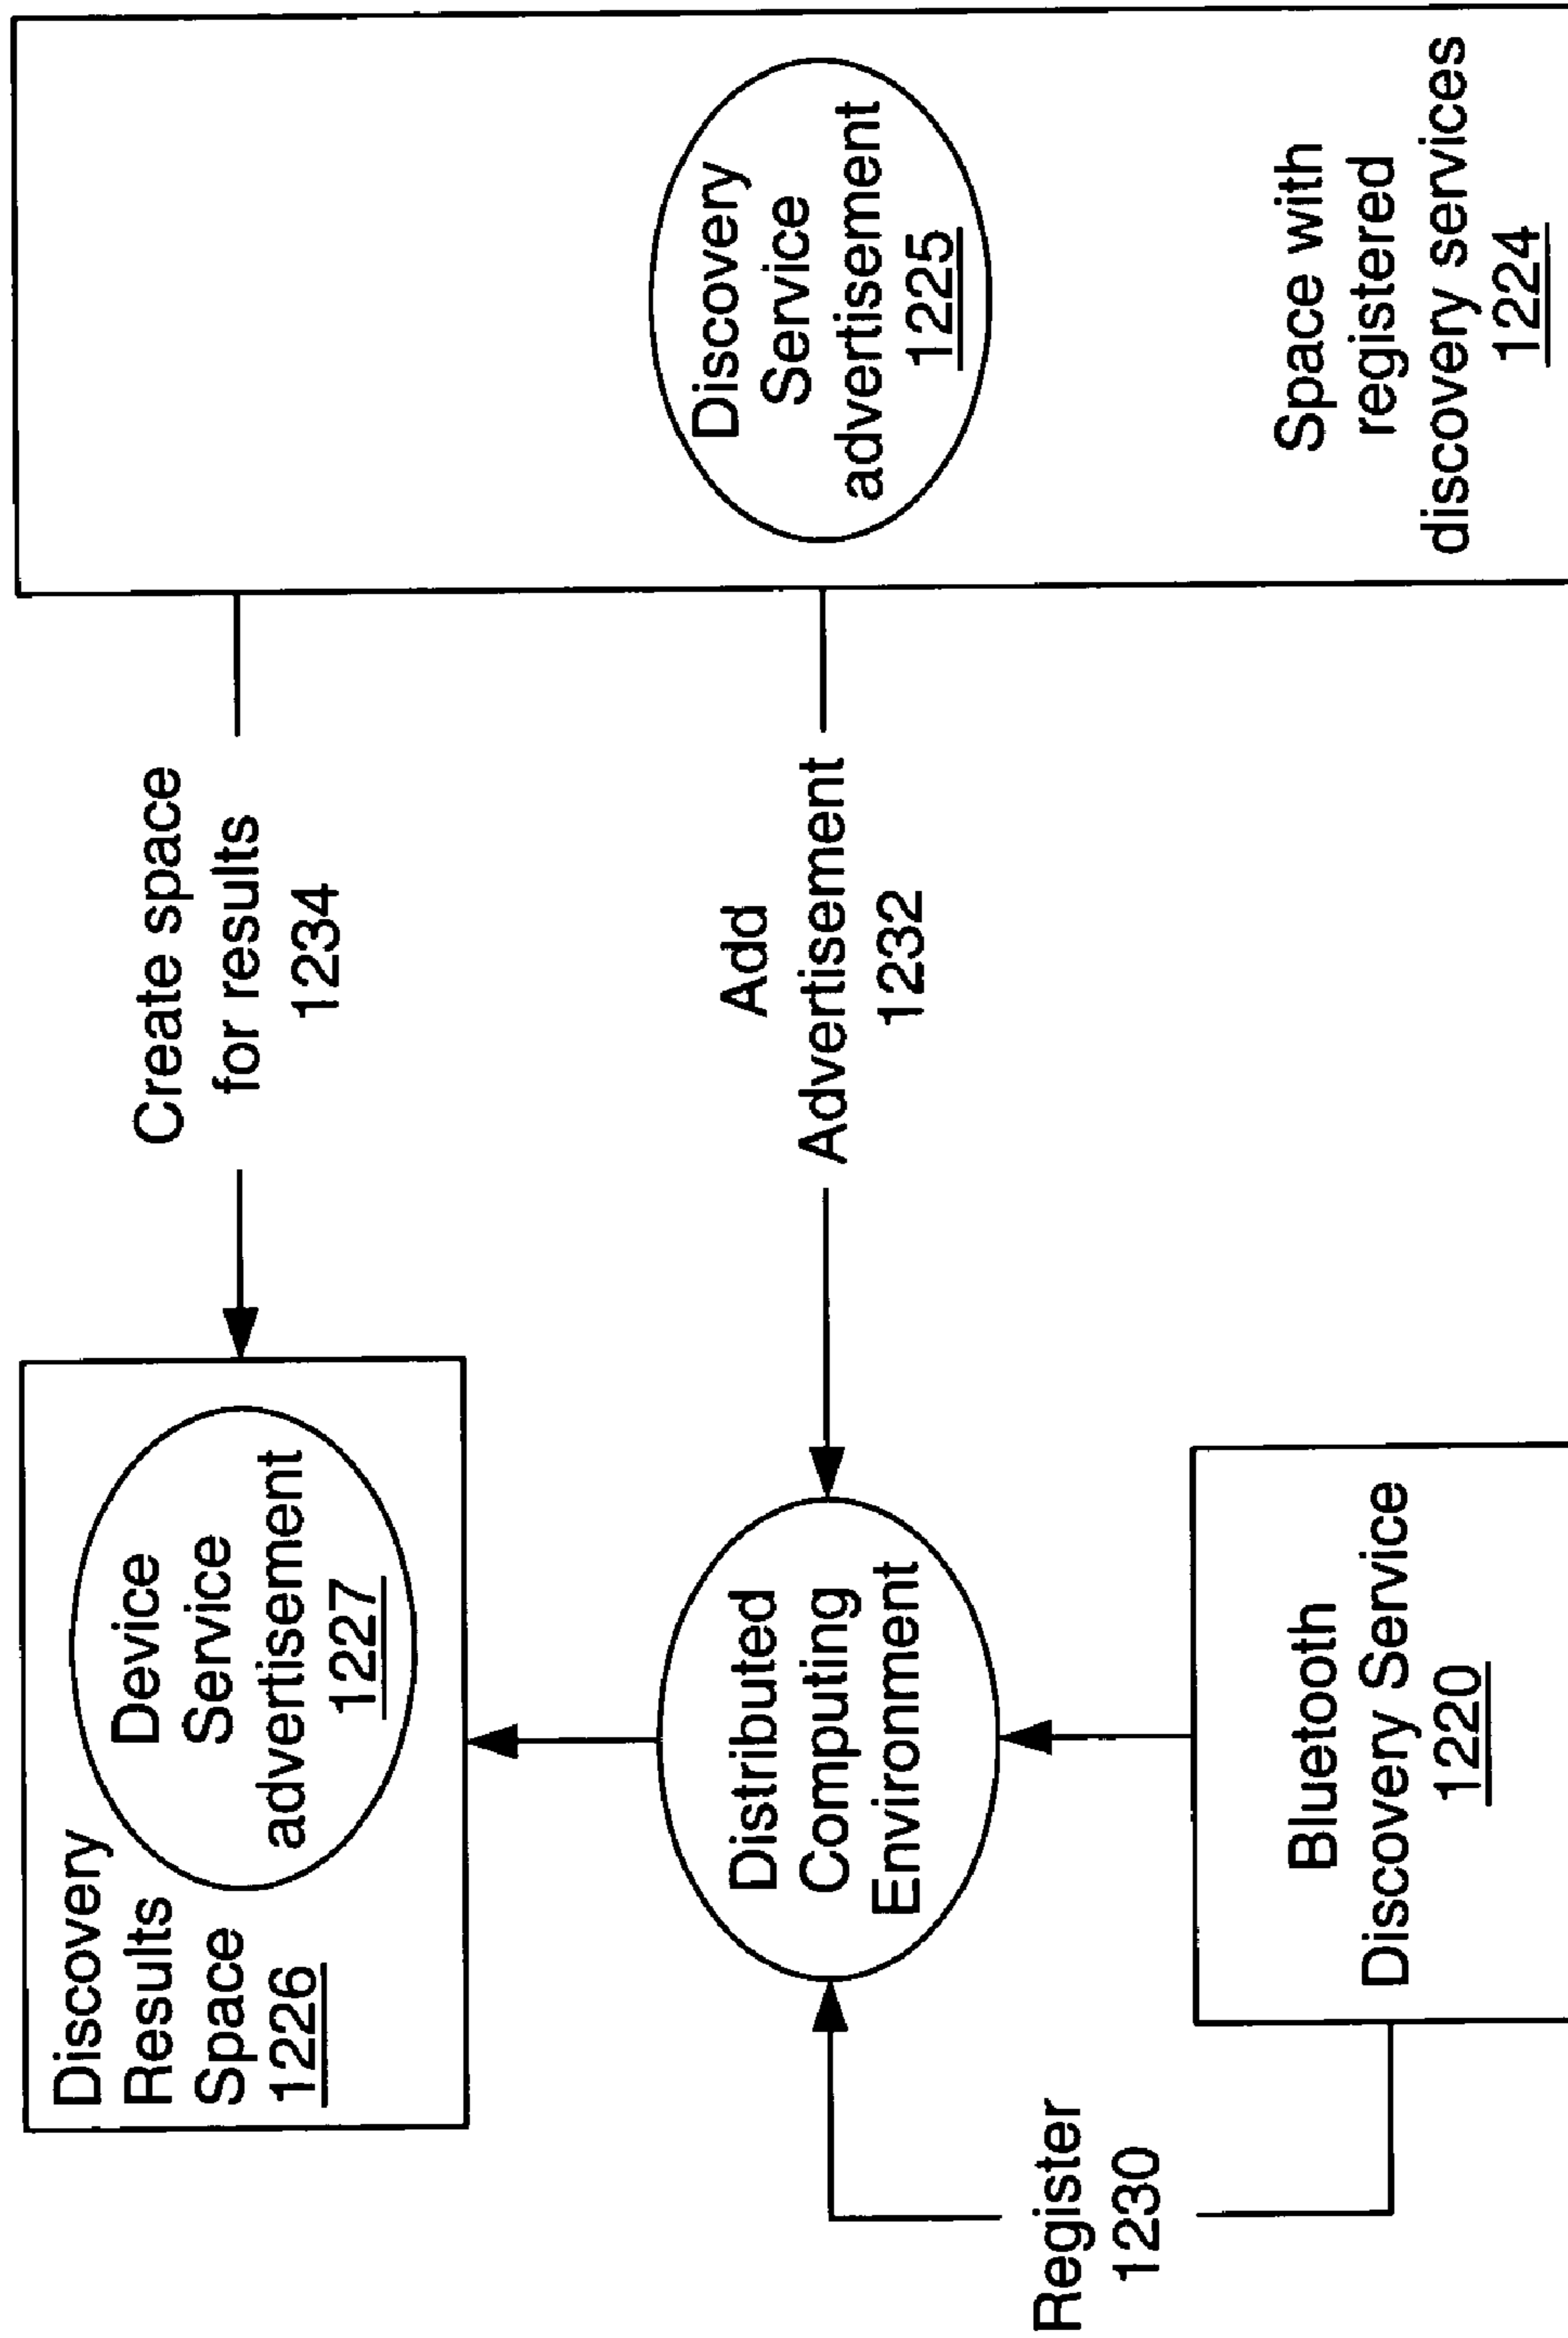 Discovery
Results
Space
1226
Device
Service
advertisement
1227
Create space
for results
1234
Register
1230
Distributed
Computing
Environment
Add
Advertisement
1232
Discovery
Service
advertisement
1225
Bluetooth
Discovery Service
1220
Space with
registered
discovery services
1224